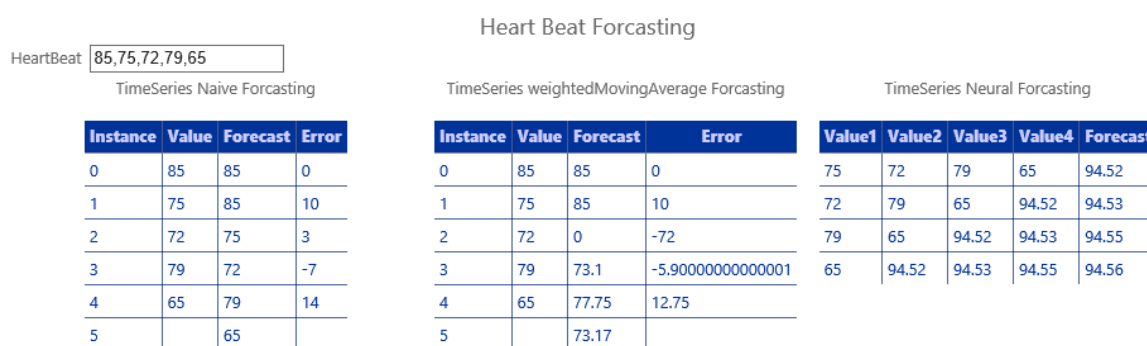 Heart Beat Forcasting
HeartBeat 85,75,72,79,65
TimeSeries Naive Forcasting
Instance Value Forecast Error
0 85 85 0
1 75 85 10
2 72 75 3
3 79 72 -7
4 65 79 14
5 65
TimeSeries weightedMovingAverage Forcasting
Instance Value Forecast Error
0 85 85 0
1 75 85 10
2 72 0 -72
3 79 73.1 -5.90000000000001
4 65 77.75 12.75
5 73.17
TimeSeries Neural Forcasting
Value1 Value2 Value3 Value4 Forecast
75 72 79 65 94.52
72 79 65 94.52 94.53
79 65 94.52 94.53 94.55
65 94.52 94.53 94.55 94.56